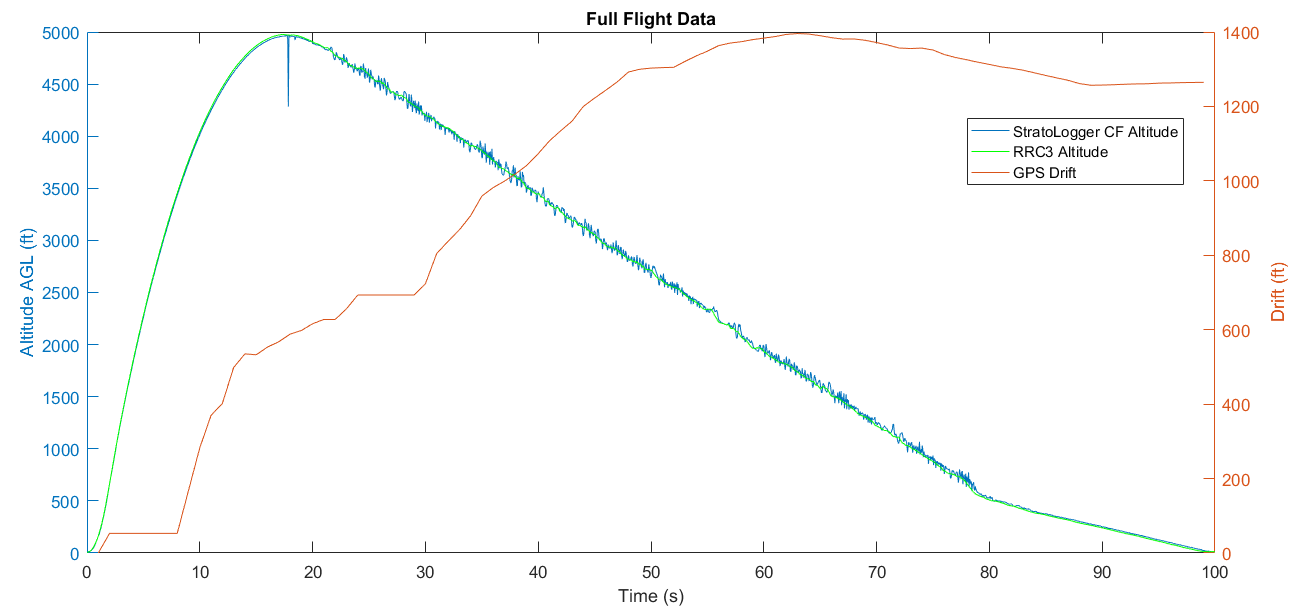 Full Flight Data
5000
4500
4000
3500
3000
2500
2000
1500
1000
500
0
Altitude AGL (ft)
1400
1200
1000
800
600
400
200
0
Drift (ft)
StratoLogger CF Altitude
RRC3 Altitude
GPS Drift
0 10 20 30 40 50 60 70 80 90 100
Time (s)